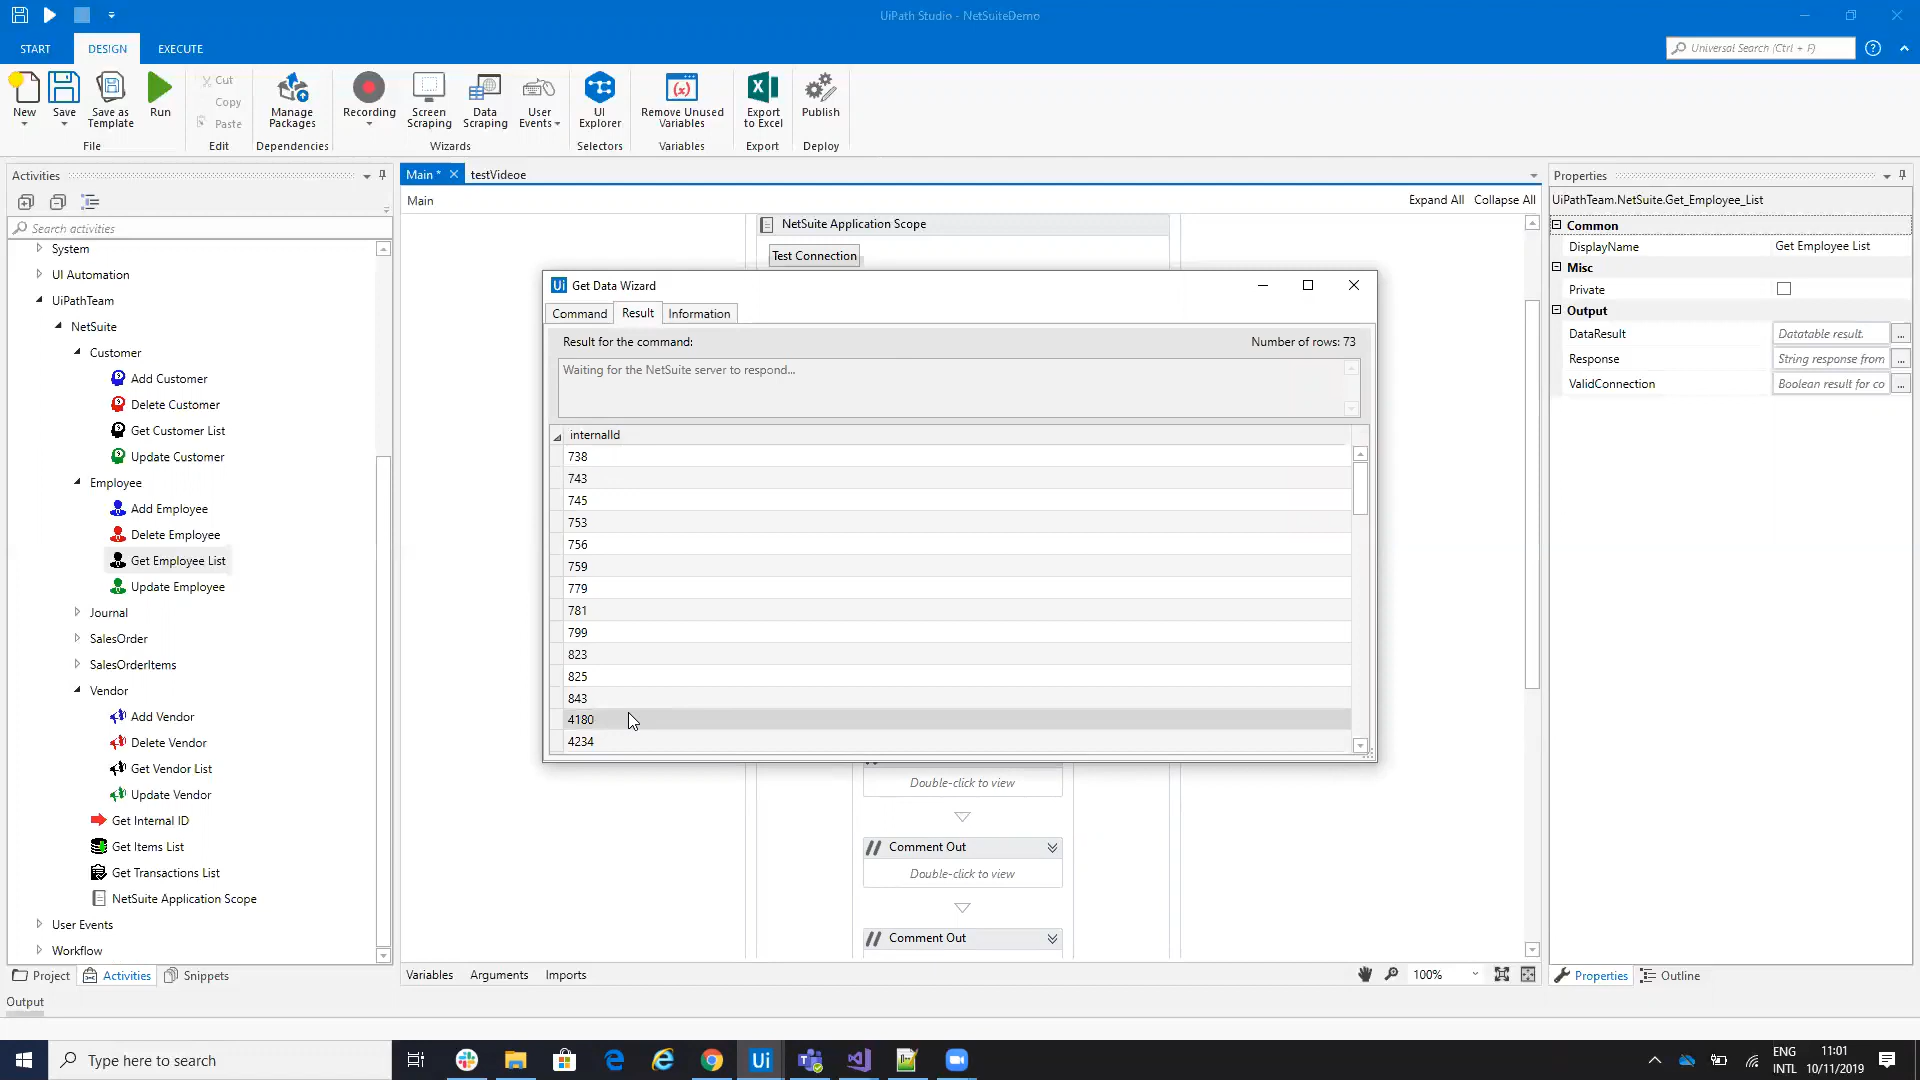 UiPath Studio - NetSuiteDemo
START
DESIGN
EXECUTE
Universal Search (Ctrl + F)
New
Save
Save as Template
Run
Cut
Copy
Paste
Manage Packages
Recording
Screen Scraping
Data Scraping
User Events
UI Explorer
Remove Unused Variables
Export to Excel
Publish
File
Edit
Dependencies
Wizards
Selectors
Variables
Export
Deploy
Activities
Search activities
System
UI Automation
UiPathTeam
NetSuite
Customer
Add Customer
Delete Customer
Get Customer List
Update Customer
Employee
Add Employee
Delete Employee
Get Employee List
Update Employee
Journal
SalesOrder
SalesOrderItems
Vendor
Add Vendor
Delete Vendor
Get Vendor List
Update Vendor
Get Internal ID
Get Items List
Get Transactions List
NetSuite Application Scope
User Events
Workflow
Project
Activities
Snippets
Output
Main *
testVideoe
Main
Expand All
Collapse All
NetSuite Application Scope
Test Connection
Ui Get Data Wizard
Command
Result
Information
Result for the command:
Number of rows: 73
Waiting for the NetSuite server to respond...
internalId
738
743
745
753
756
759
779
781
799
823
825
843
4180
4234
Double-click to view
// Comment Out
Double-click to view
// Comment Out
Variables
Arguments
Imports
100%
Properties
UiPathTeam.NetSuite.Get_Employee_List
Common
DisplayName
Get Employee List
Misc
Private
Output
DataResult
Datatable result.
...
Response
String response from
...
ValidConnection
Boolean result for co
...
Properties
Outline
Type here to search
Ui
ENG
INTL
11:01
10/11/2019